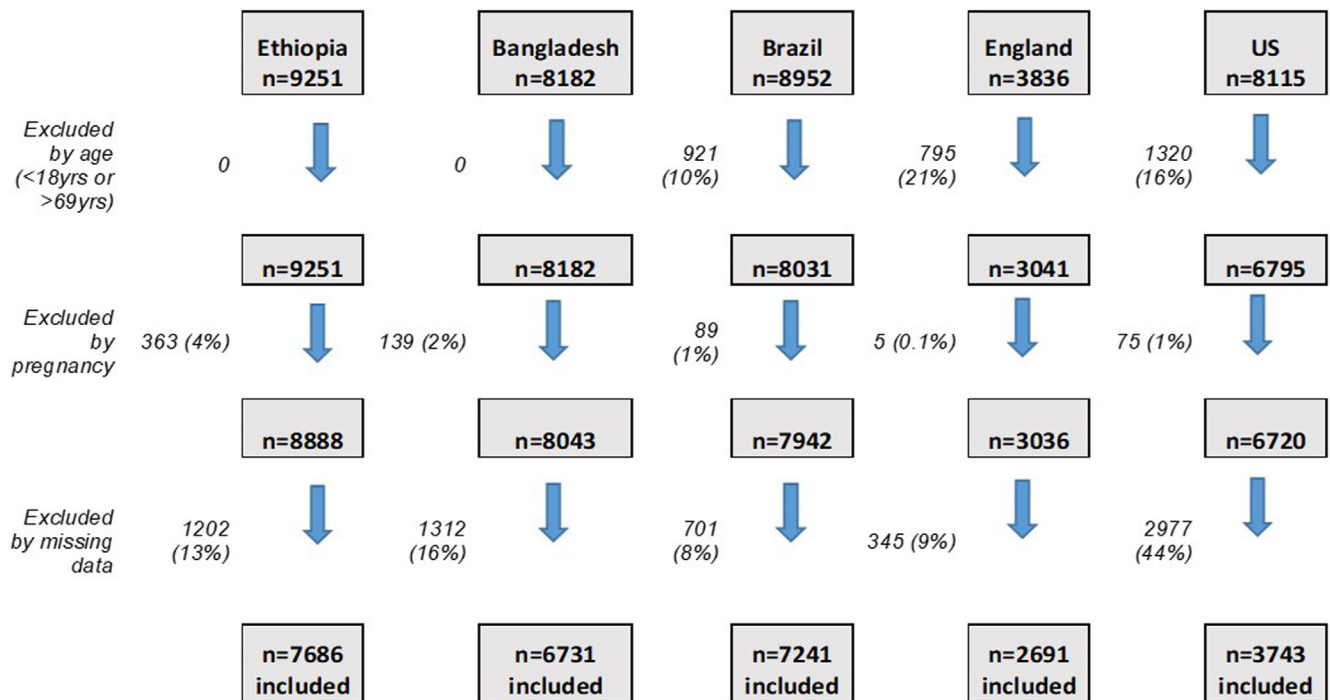 Ethiopia
n=9251
Bangladesh
n=8182
Brazil
n=8952
England
n=3836
US
n=8115
Excluded
by age
(<18yrs or
>69yrs)
0
0
921
(10%)
795
(21%)
1320
(16%)
n=9251
n=8182
n=8031
n=3041
n=6795
Excluded
by
pregnancy
363 (4%)
139 (2%)
89
(1%)
5 (0.1%)
75 (1%)
n=8888
n=8043
n=7942
n=3036
n=6720
Excluded
by missing
data
1202
(13%)
1312
(16%)
701
(8%)
345 (9%)
2977
(44%)
n=7686
included
n=6731
included
n=7241
included
n=2691
included
n=3743
included